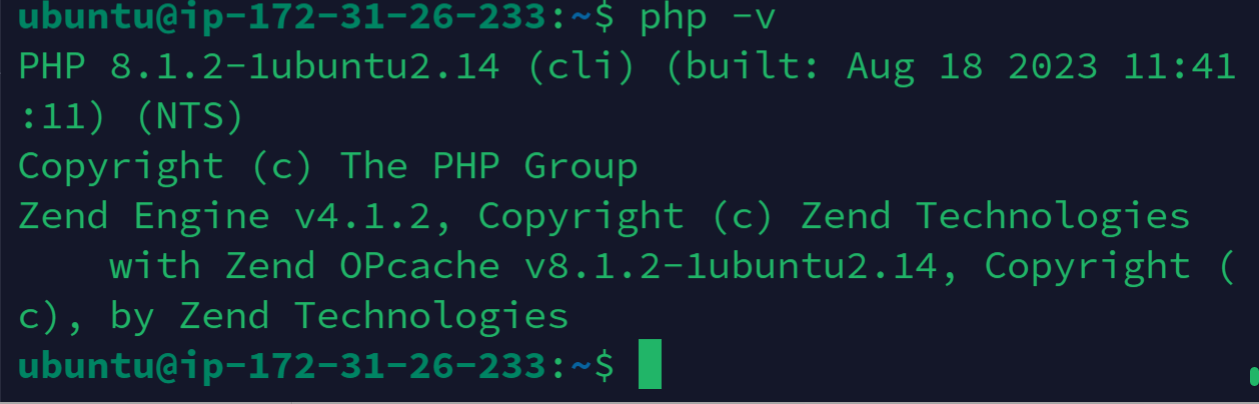 ubuntu@ip-172-31-26-233:~$ php -v
PHP 8.1.2-1ubuntu2.14 (cli) (built: Aug 18 2023 11:41
:11) (NTS)
Copyright (c) The PHP Group
Zend Engine v4.1.2, Copyright (c) Zend Technologies
    with Zend OPcache v8.1.2-1ubuntu2.14, Copyright (
c), by Zend Technologies
ubuntu@ip-172-31-26-233:~$